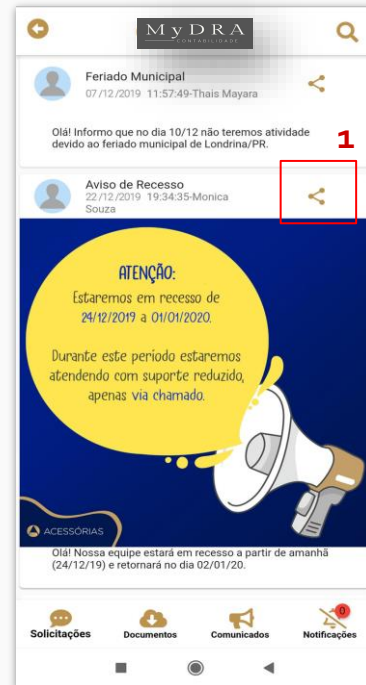 MyDRA
CONTABILIDADE
Feriado Municipal
07/12/2019 11:57:49-Thais Mayara
Olá! Informo que no dia 10/12 não teremos atividade
devido ao feriado municipal de Londrina/PR.
1
Aviso de Recesso
22/12/2019 19:34:35-Monica
Souza
ATENÇÃO:
Estaremos em recesso de
24/12/2019 a 01/01/2020.
Durante este período estaremos
atendendo com suporte reduzido,
apenas via chamado.
ACESSÓRIAS
Olá! Nossa equipe estará em recesso a partir de amanhã
(24/12/19) e retornará no dia 02/01/20.
0
Solicitações Documentos Comunicados Notificações